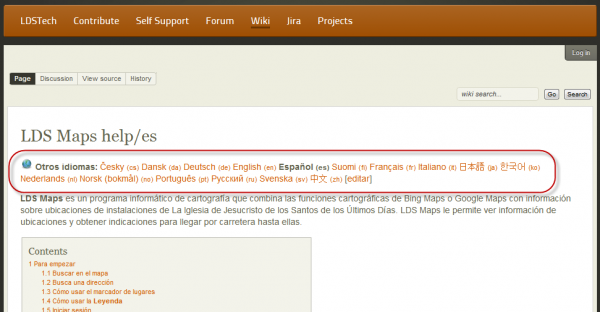 LDSTech Contribute Self Support Forum Wiki Jira Projects
Log in
Page Discussion View source History
wiki search... Go Search
LDS Maps help/es
Otros idiomas: Česky (cs) Dansk (da) Deutsch (de) English (en) Español (es) Suomi (fi) Français (fr) Italiano (it) 日本語 (ja) 한국어 (ko)
Nederlands (nl) Norsk (bokmål) (no) Português (pt) Русский (ru) Svenska (sv) 中文 (zh) [editar]
LDS Maps es un programa informático de cartografía que combina las funciones cartográficas de Bing Maps o Google Maps con información
sobre ubicaciones de instalaciones de La Iglesia de Jesucristo de los Santos de los Últimos Días. LDS Maps le permite ver información de
ubicaciones y obtener indicaciones para llegar por carretera hasta ellas.
Contents
1 Para empezar
1.1 Buscar en el mapa
1.2 Busca una dirección
1.3 Cómo usar el marcador de lugares
1.4 Cómo usar la Leyenda
1.5 Iniciar sesión